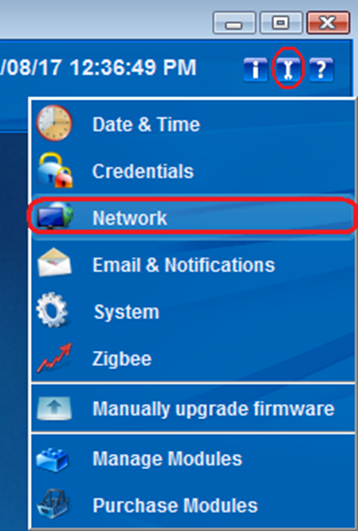 /08/17 12:36:49 PM
Date & Time
Credentials
Network
Email & Notifications
System
Zigbee
Manually upgrade firmware
Manage Modules
Purchase Modules